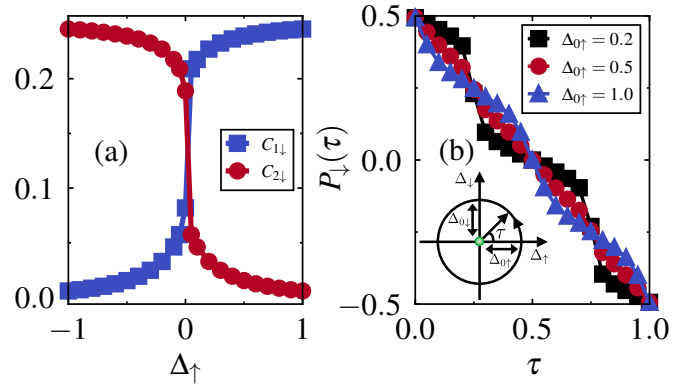 0.2
0.1
0.0
(a)
C1↓
C2↓
−1
0
1
Δ↑
P↓(τ)
0.5
0.0
−0.5
Δ0↑ = 0.2
Δ0↑ = 0.5
Δ0↑ = 1.0
(b)
Δ↓
Δ0↓
τ
Δ0↑
Δ↑
0.0
0.5
1.0
τ